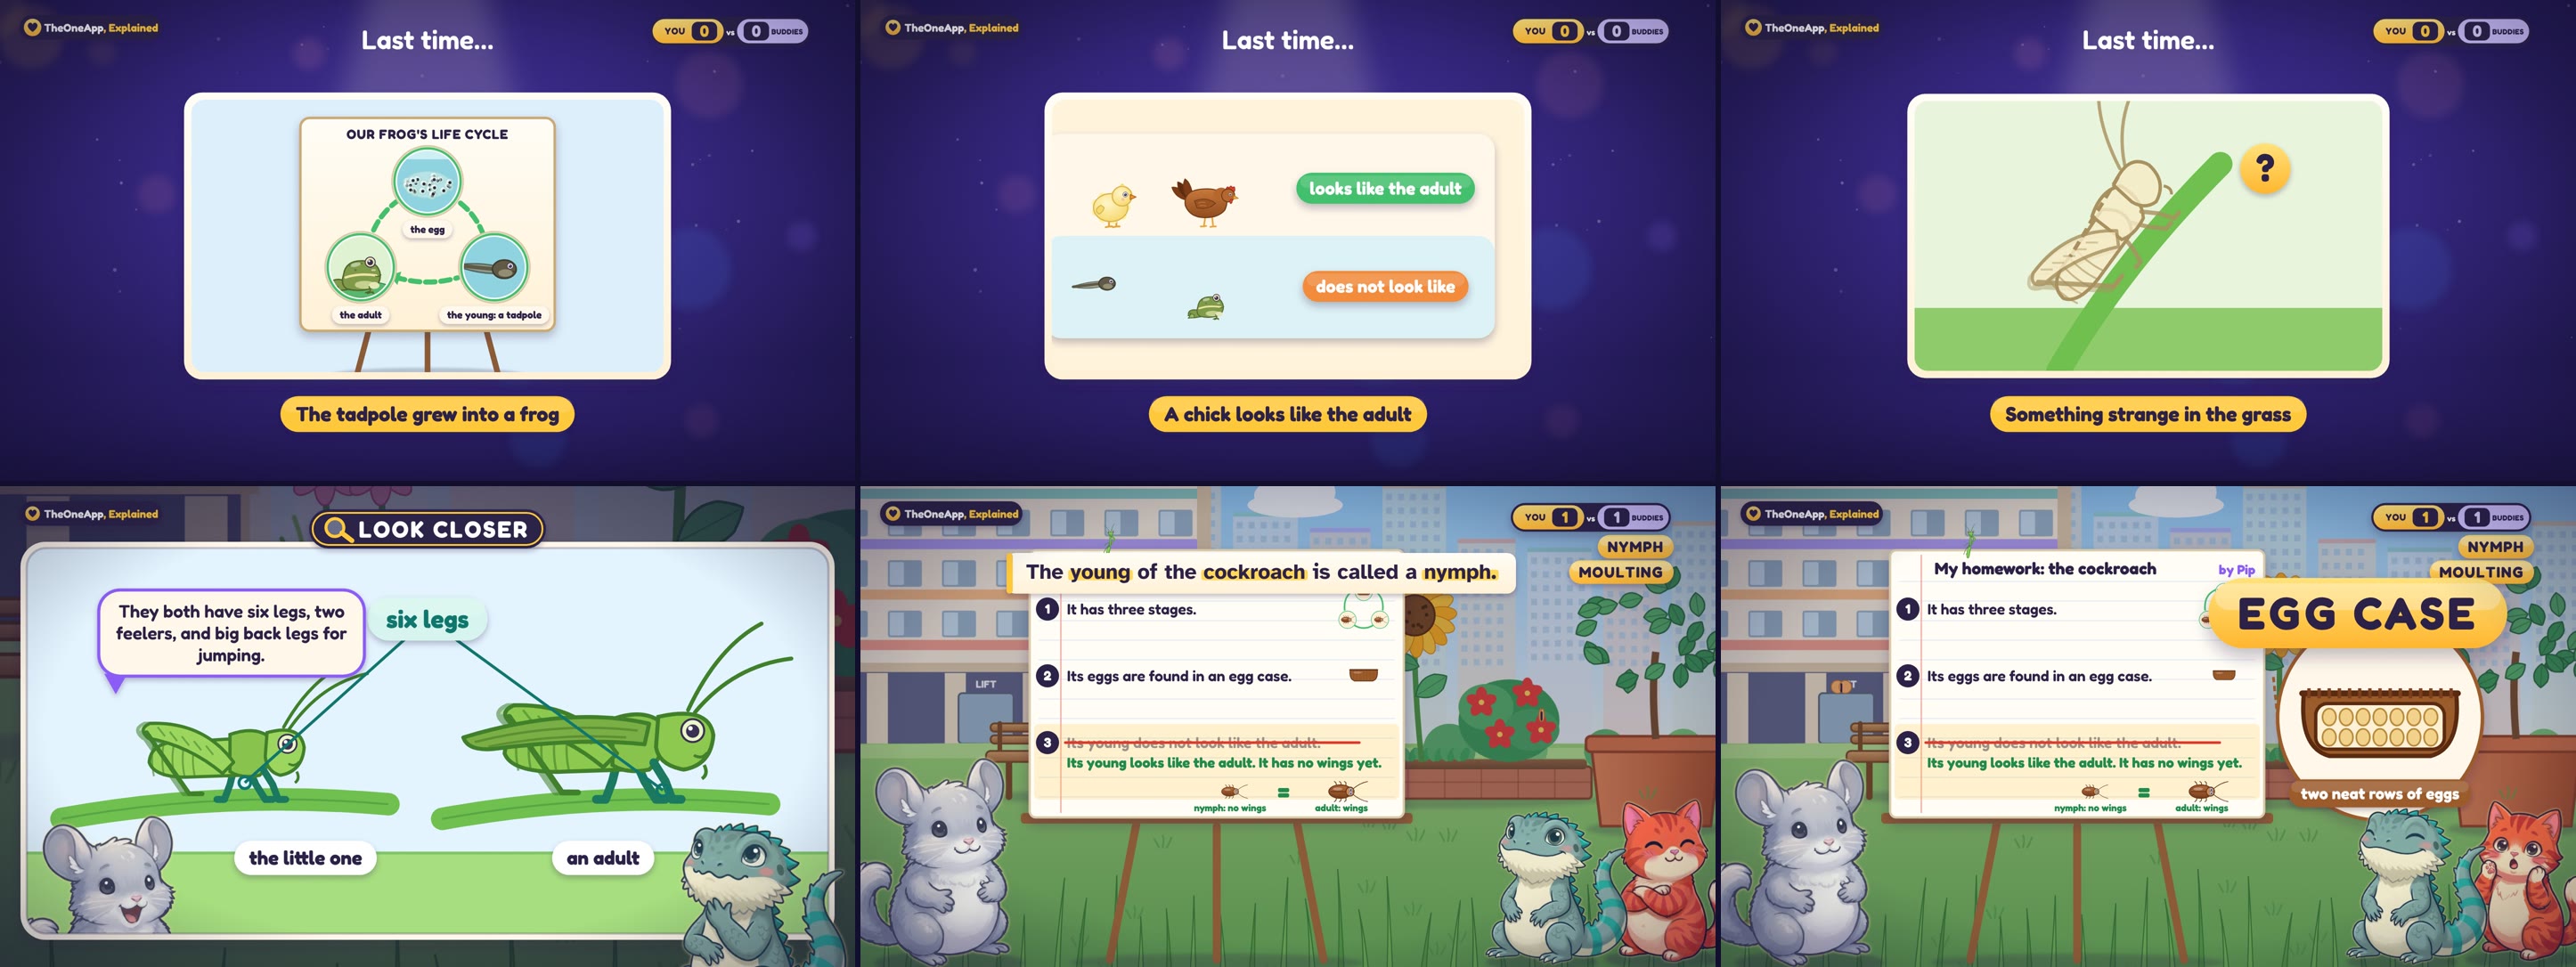 TheOneApp, Explained
Last time...
YOU 0 vs 0 BUDDIES
OUR FROG'S LIFE CYCLE
the egg
the adult
the young: a tadpole
The tadpole grew into a frog
TheOneApp, Explained
Last time...
YOU 0 vs 0 BUDDIES
looks like the adult
does not look like
A chick looks like the adult
TheOneApp, Explained
Last time...
YOU 0 vs 0 BUDDIES
?
Something strange in the grass
TheOneApp, Explained
LOOK CLOSER
They both have six legs, two
feelers, and big back legs for
jumping.
six legs
the little one
an adult
TheOneApp, Explained
YOU 1 vs 1 BUDDIES
NYMPH
MOULTING
The young of the cockroach is called a nymph.
1 It has three stages.
2 Its eggs are found in an egg case.
LIFT
3 Its young does not look like the adult.
Its young looks like the adult. It has no wings yet.
=
nymph: no wings
adult: wings
TheOneApp, Explained
YOU 1 vs 1 BUDDIES
NYMPH
MOULTING
My homework: the cockroach
by Pip
EGG CASE
1 It has three stages.
2 Its eggs are found in an egg case.
3 Its young does not look like the adult.
Its young looks like the adult. It has no wings yet.
=
nymph: no wings
adult: wings
two neat rows of eggs